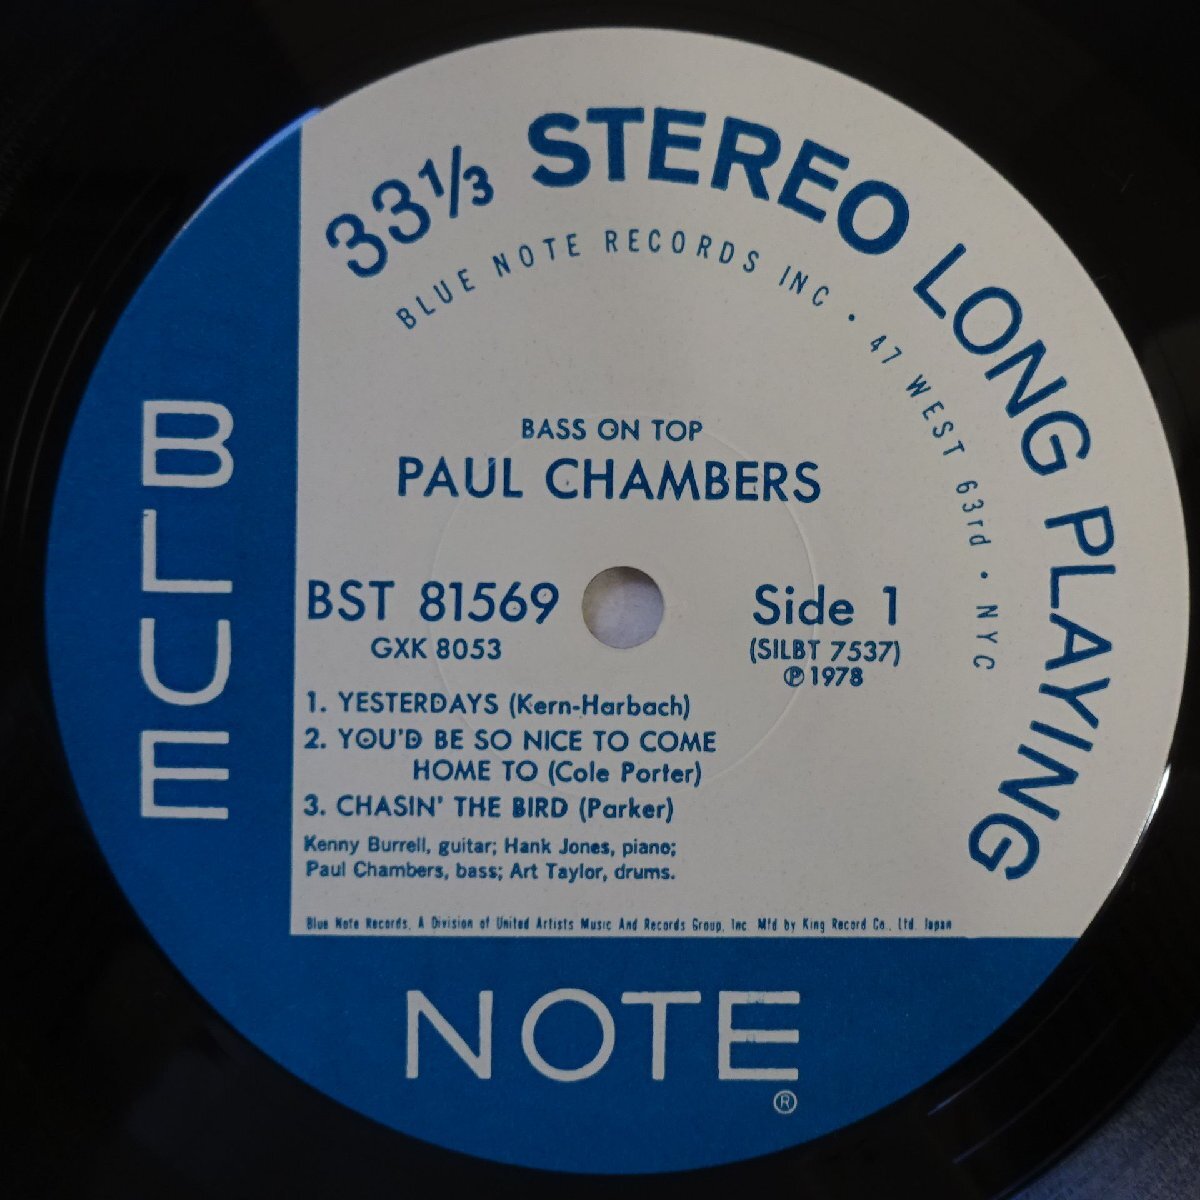 33⅓ STEREO LONG PLAYING
BLUE NOTE RECORDS INC • 47 WEST 63rd • NYC
BASS ON TOP
PAUL CHAMBERS
BST 81569
GXK 8053
Side 1
(SILBT 7537)
Ⓟ1978
1. YESTERDAYS (Kern-Harbach)
2. YOU'D BE SO NICE TO COME
HOME TO (Cole Porter)
3. CHASIN' THE BIRD (Parker)
Kenny Burrell, guitar; Hank Jones, piano;
Paul Chambers, bass; Art Taylor, drums.
Blue Note Records, A Division of United Artists Music And Records Group, Inc Mfd by King Record Co., Ltd. Japan
BLUE
NOTE
®